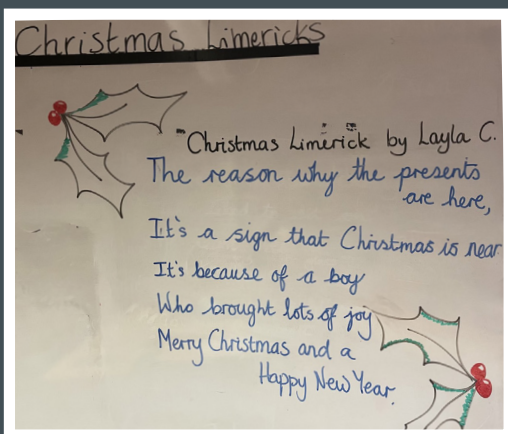 Christmas Limericks
Christmas Limerick by Layla C.
The reason why the presents
are here,
It's a sign that Christmas is near
It's because of a boy
Who brought lots of joy
Merry Christmas and a
Happy New Year.